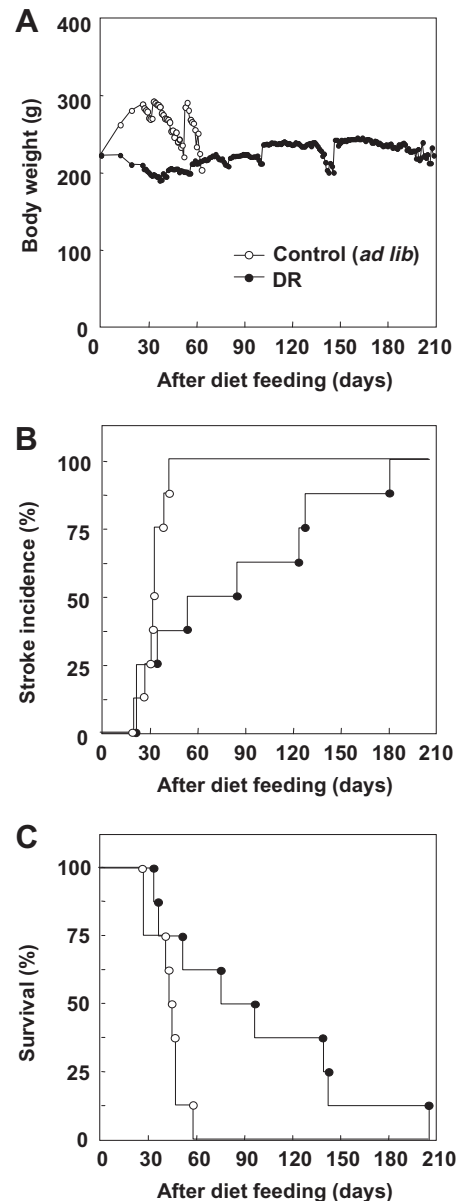 A
400
300
200
100
0
Body weight (g)
Control (ad lib)
DR
0 30 60 90 120 150 180 210
After diet feeding (days)
B
100
75
50
25
0
Stroke incidence (%)
0 30 60 90 120 150 180 210
After diet feeding (days)
C
100
75
50
25
0
Survival (%)
0 30 60 90 120 150 180 210
After diet feeding (days)